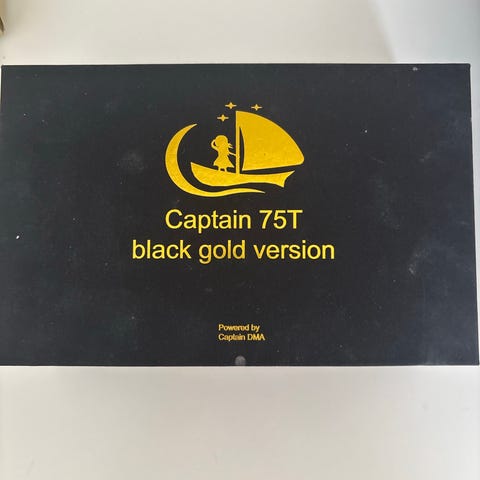 Captain 75T
black gold version
Powered by
Captain DMA